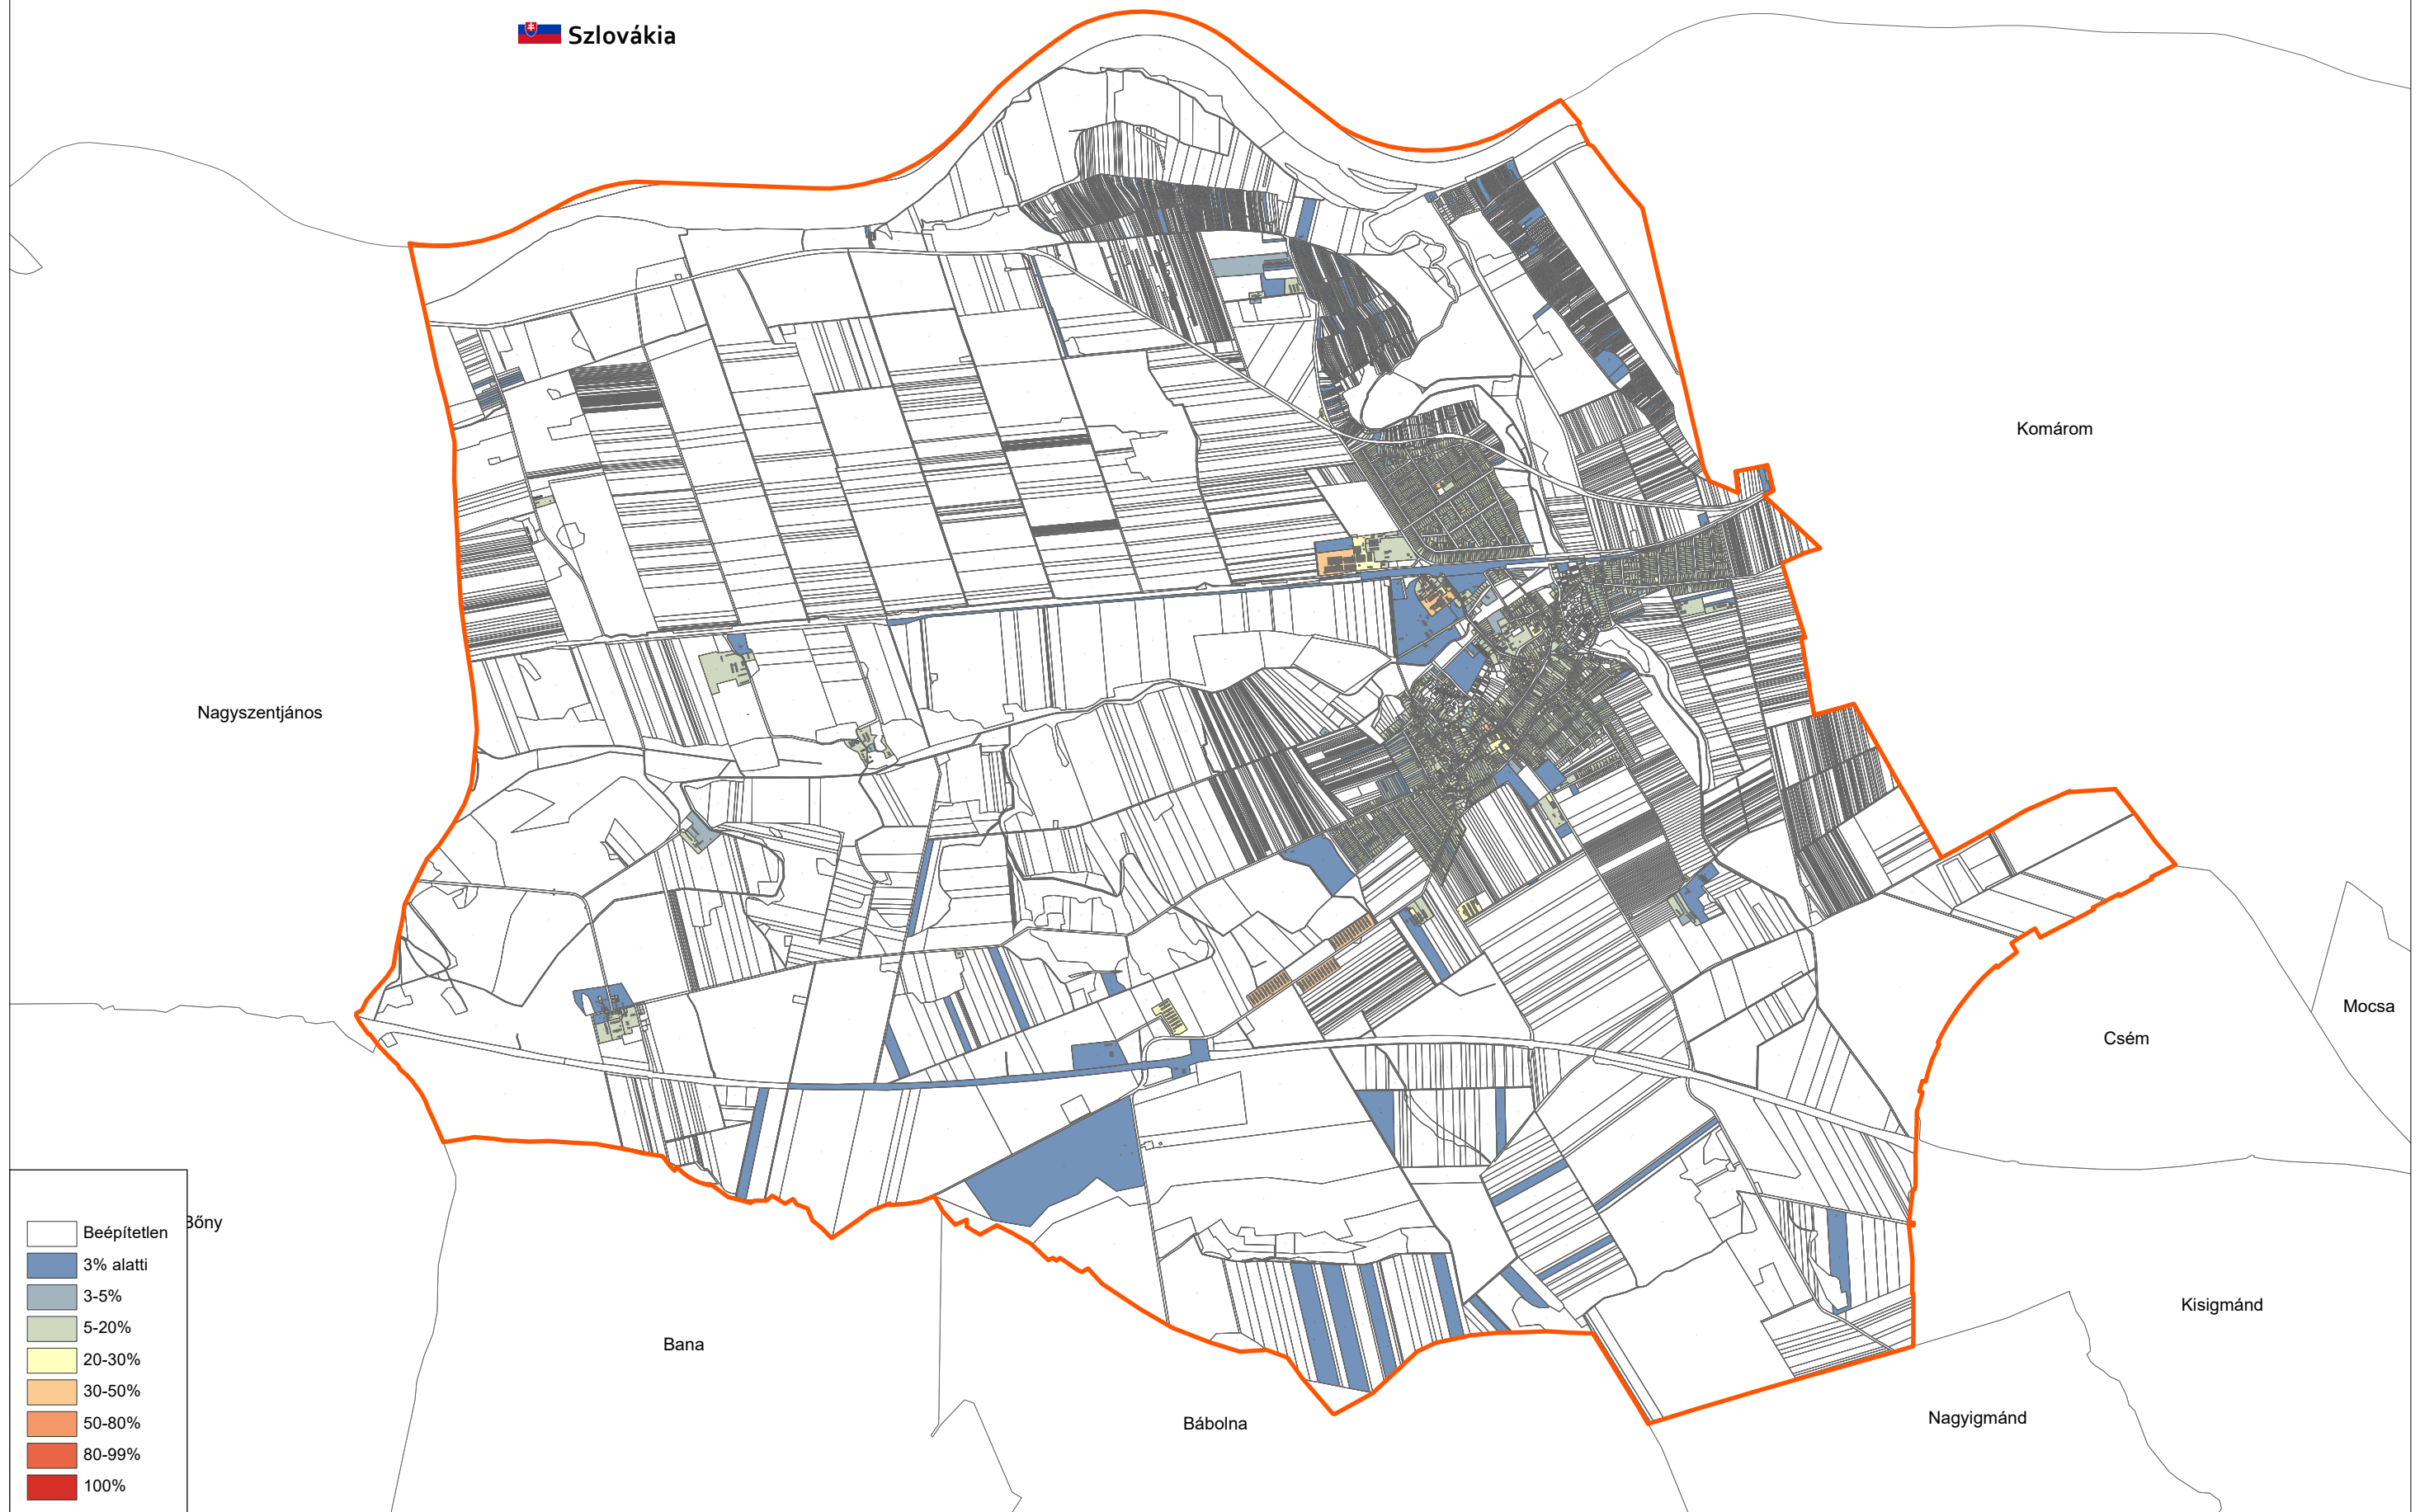 Szlovákia
Komárom
Nagyszentjános
Mocsa
Csém
Bőny
Kisigmánd
Bana
Nagyigmánd
Bábolna
Beépítetlen
3% alatti
3-5%
5-20%
20-30%
30-50%
50-80%
80-99%
100%